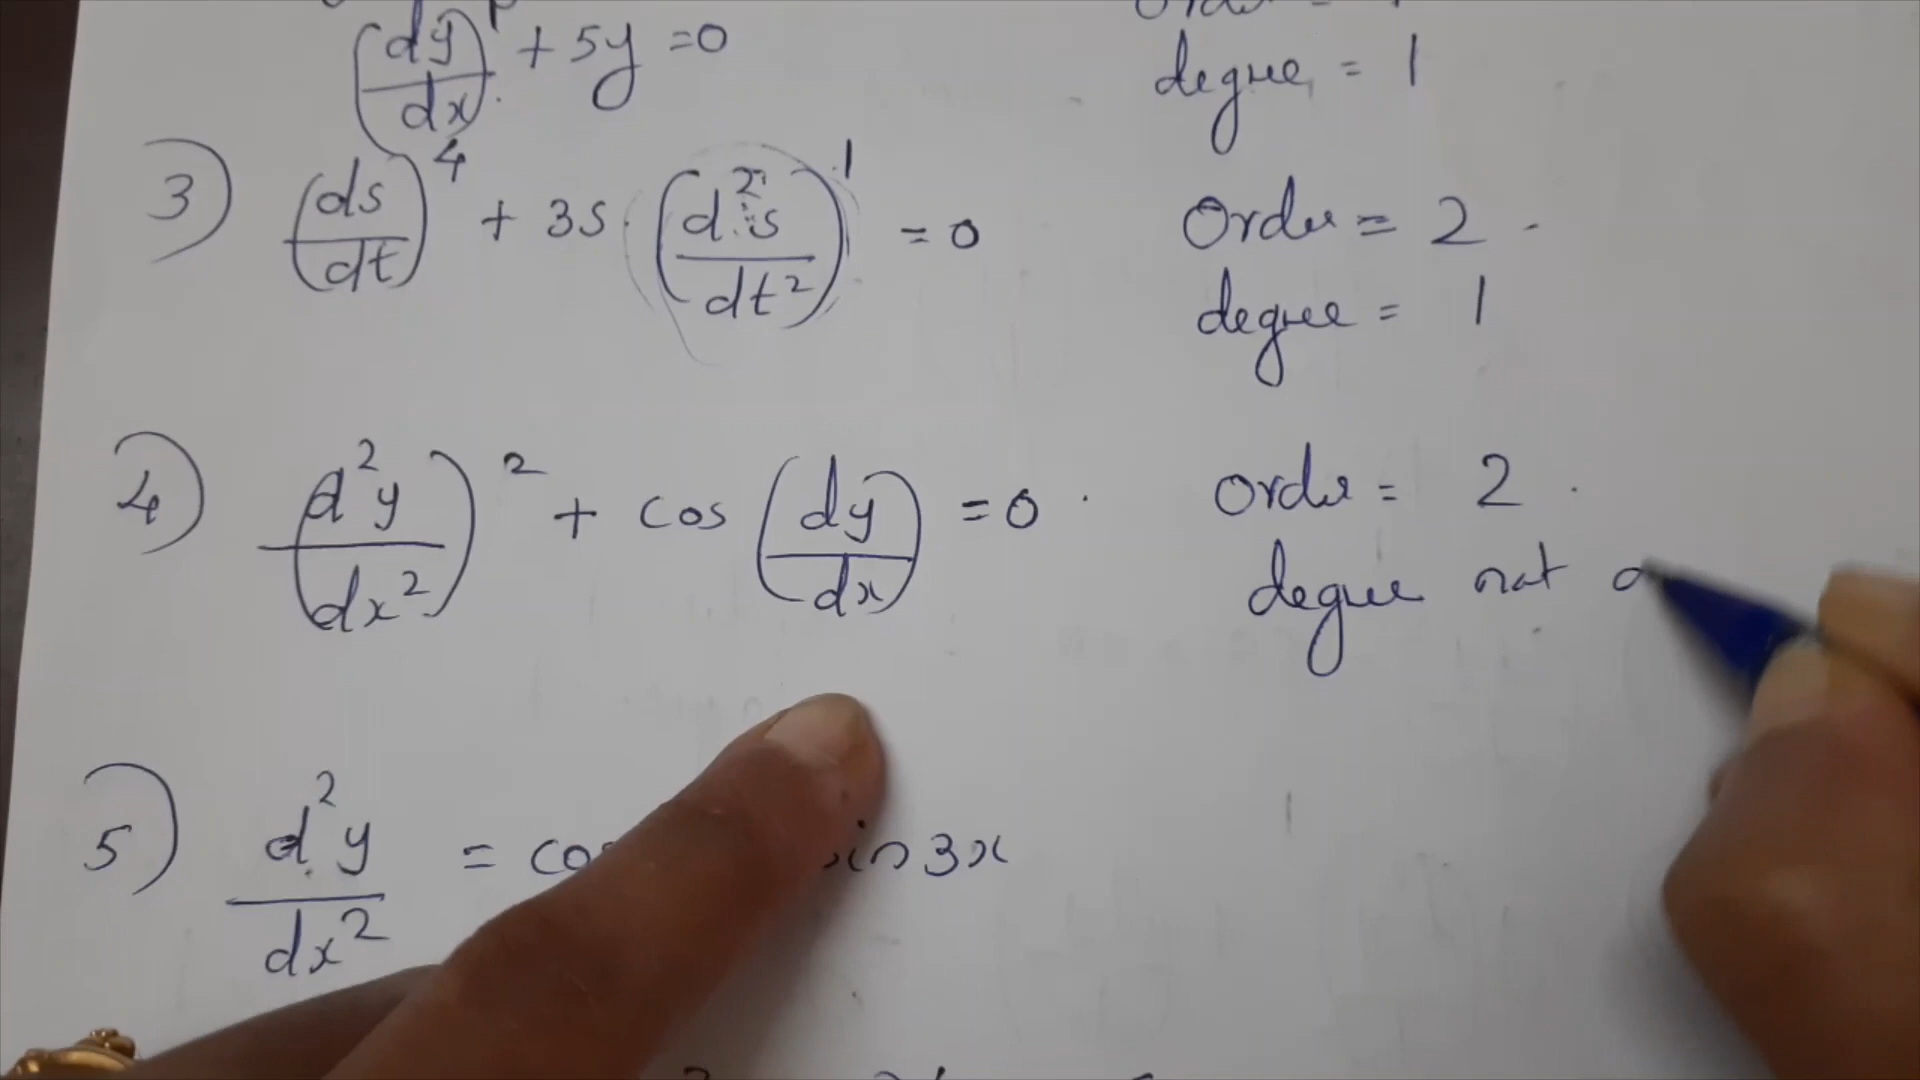 (dy/dx) + 5y = 0
degree = 1
3) (ds/dt)^4 + 3s (d^2s/dt^2)^1 = 0
Order = 2
degree = 1
4) (d^2y/dx^2)^2 + cos (dy/dx) = 0
Order = 2
degree not
5) d^2y/dx^2 = cos
sin 3x